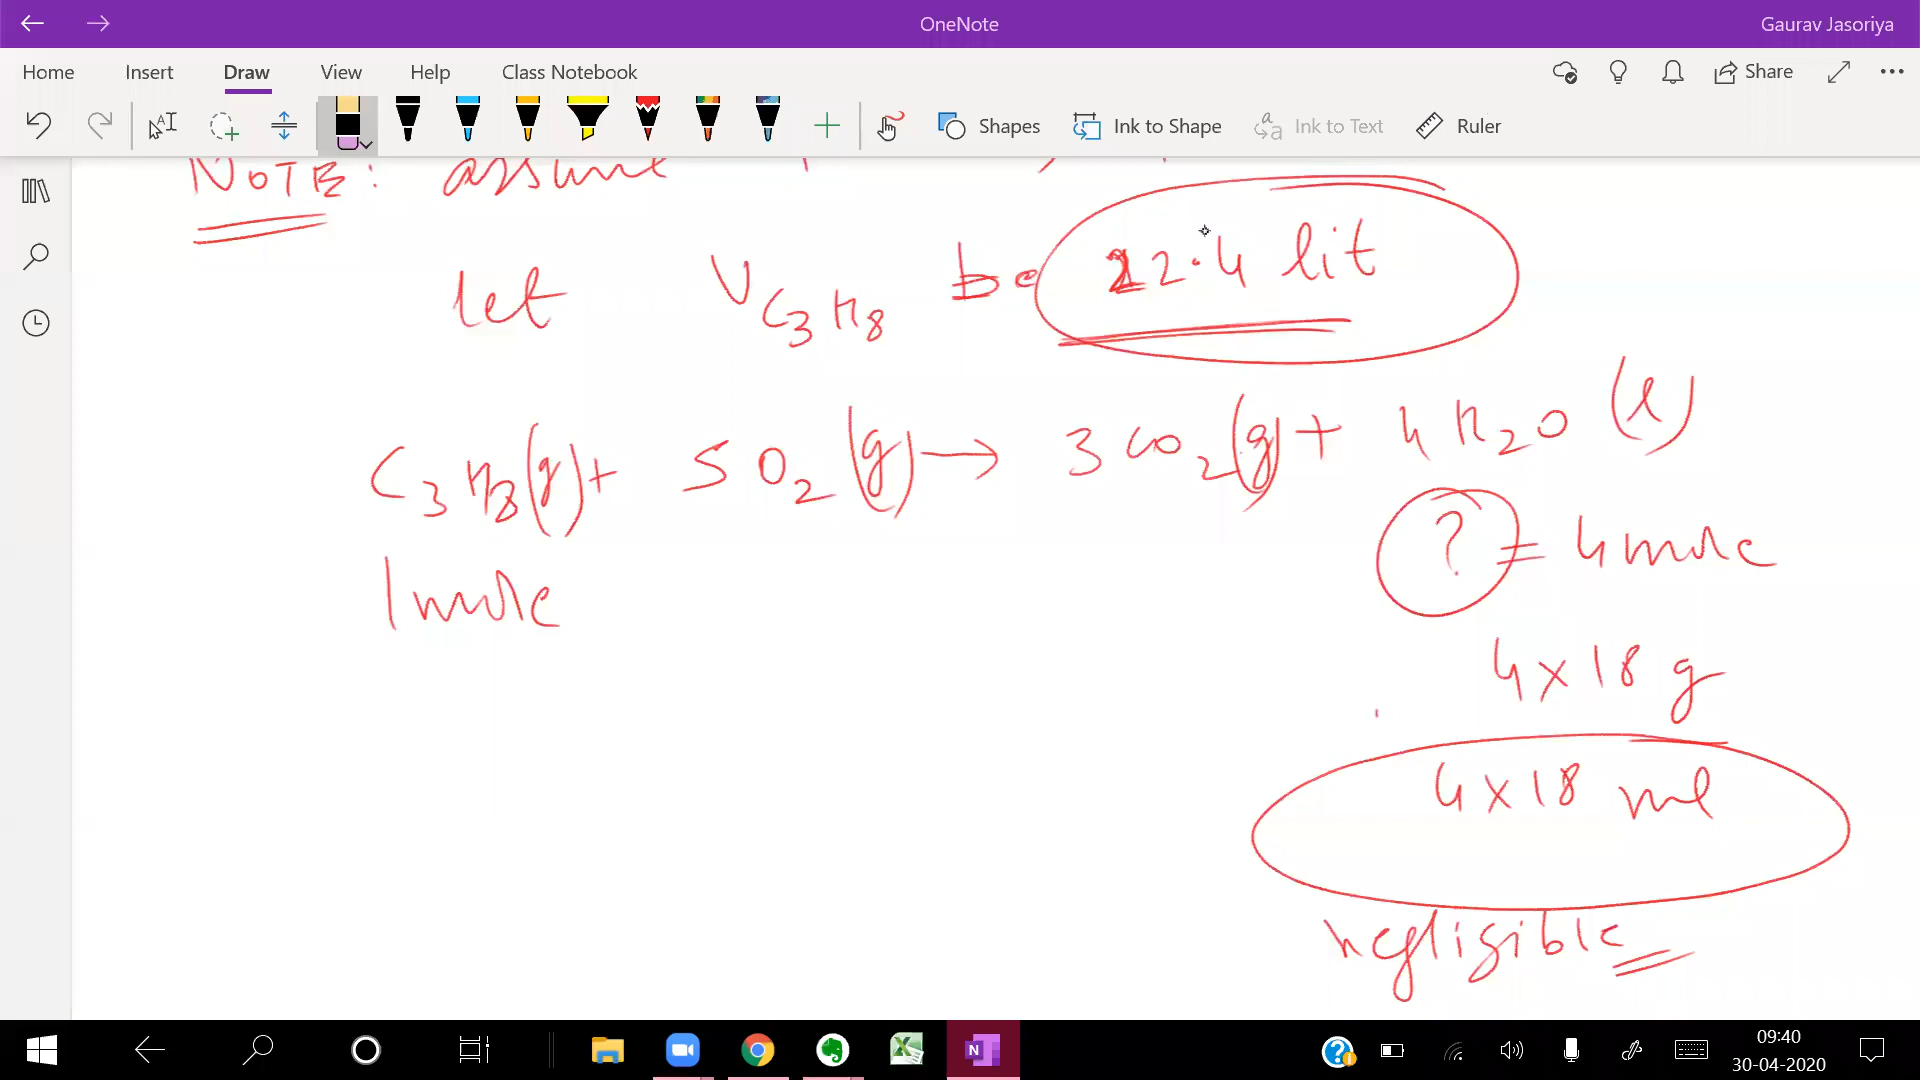 OneNote
Gaurav Jasoriya
Home Insert Draw View Help Class Notebook
Share
Shapes Ink to Shape Ink to Text Ruler
NOTE: assume
let V C3H8 be 22.4 lit
C3H8(g) + 5O2(g) → 3CO2(g) + 4H2O(l)
? = 4 mole
1 mole
4 x 18 g
4 x 18 ml
negligible
09:40
30-04-2020